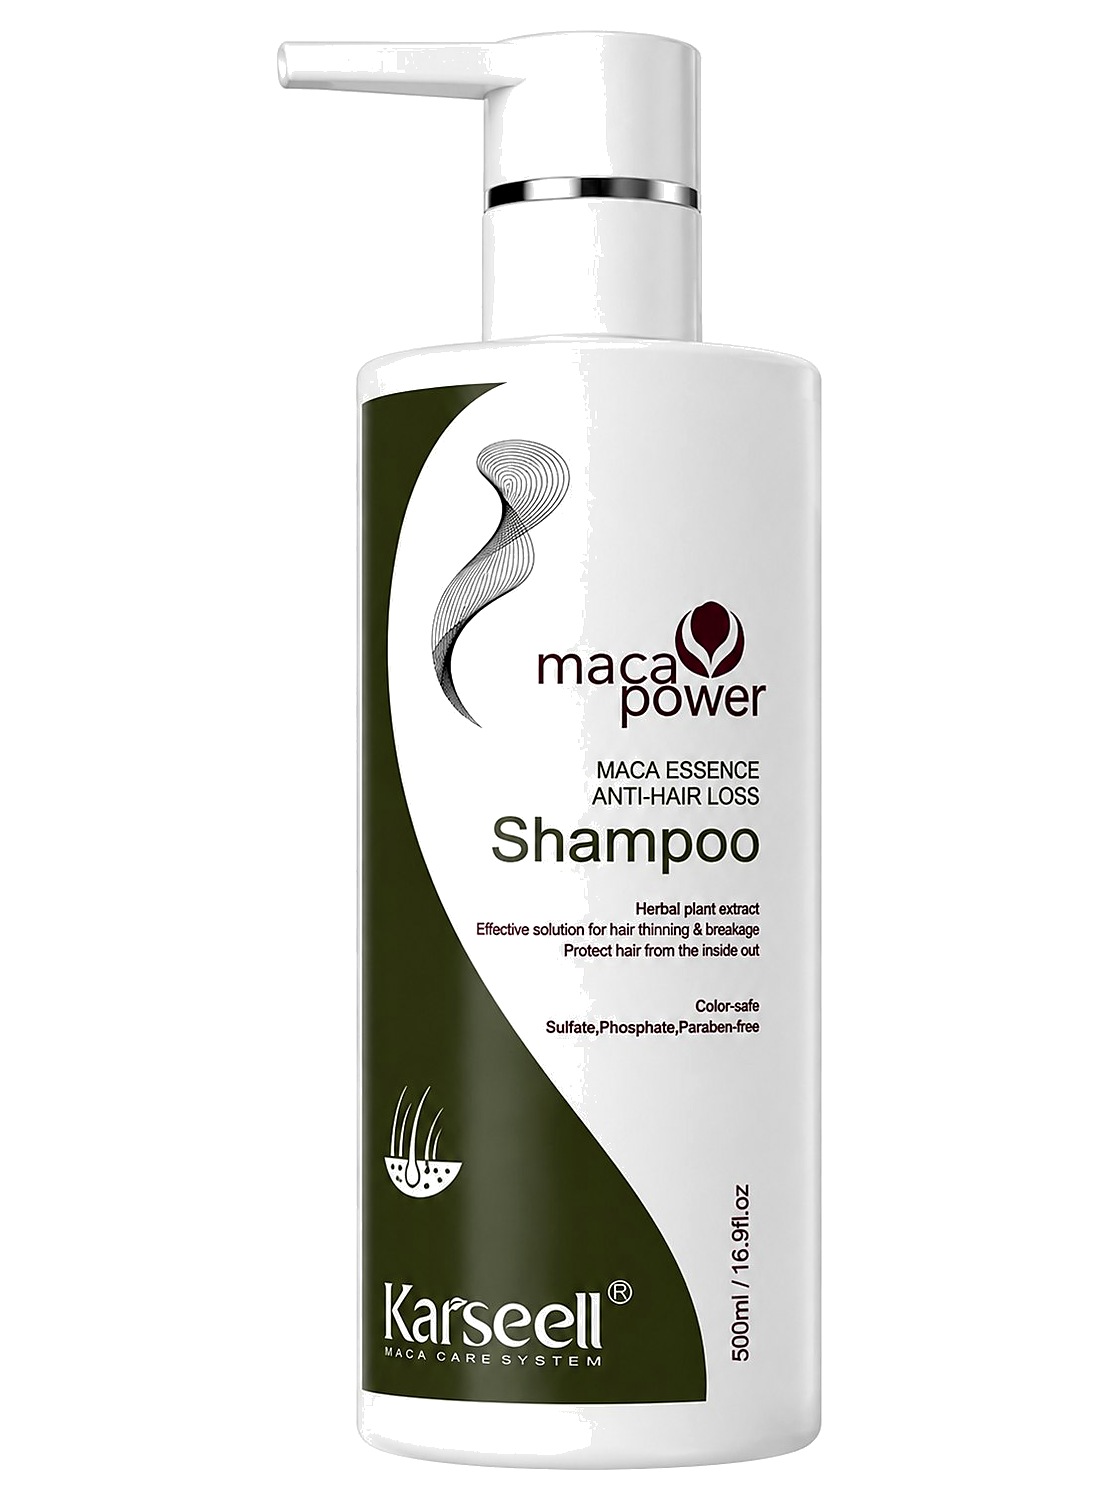 maca
power
MACA ESSENCE
ANTI-HAIR LOSS
Shampoo
Herbal plant extract
Effective solution for hair thinning & breakage
Protect hair from the inside out
Color-safe
Sulfate,Phosphate,Paraben-free
500ml / 16.9fl.oz
Karseell®
MACA CARE SYSTEM